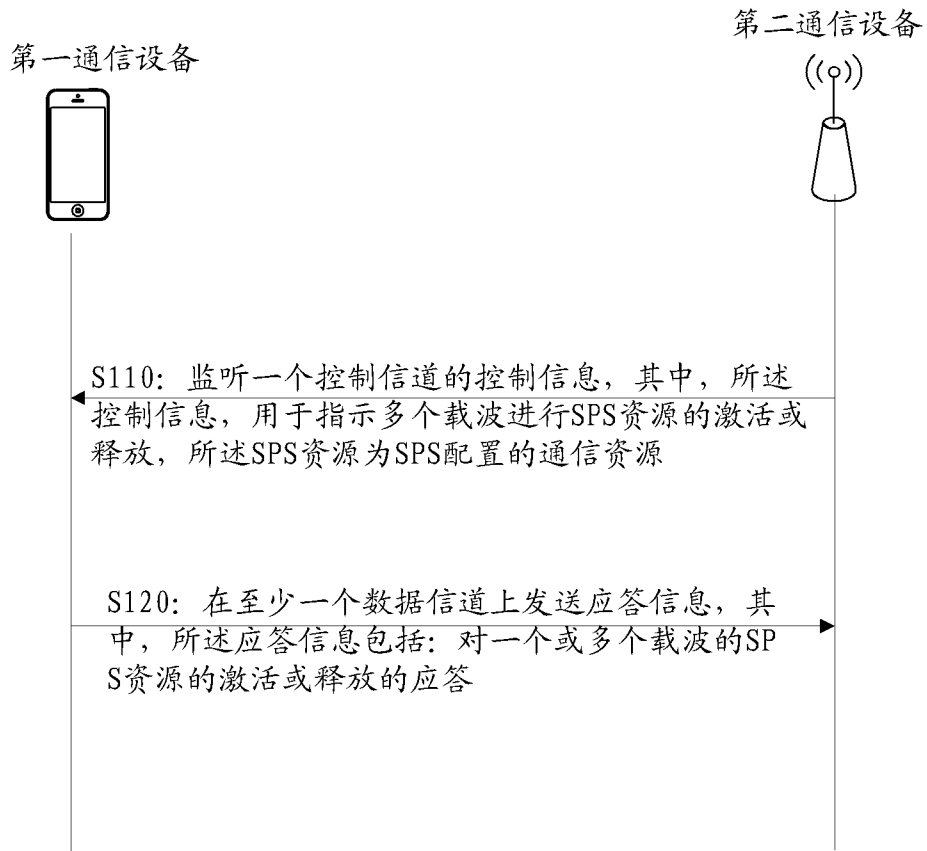 第二通信设备
第一通信设备
S110：监听一个控制信道的控制信息，其中，所述
控制信息，用于指示多个载波进行SPS资源的激活或
释放，所述SPS资源为SPS配置的通信资源
S120：在至少一个数据信道上发送应答信息，其
中，所述应答信息包括：对一个或多个载波的SP
S资源的激活或释放的应答